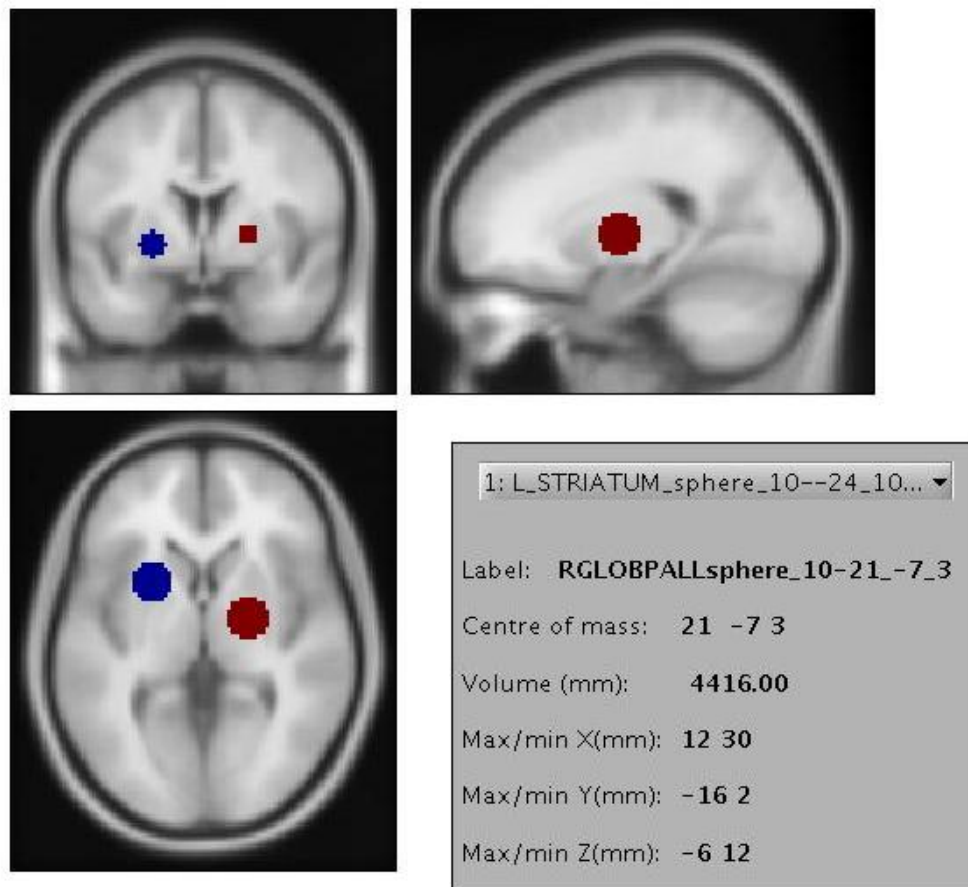 1: L_STRIATUM_sphere_10--24_10...
Label: RGLOBPALLsphere_10-21_-7_3
Centre of mass: 21 -7 3
Volume (mm): 4416.00
Max/min X(mm): 12 30
Max/min Y(mm): -16 2
Max/min Z(mm): -6 12